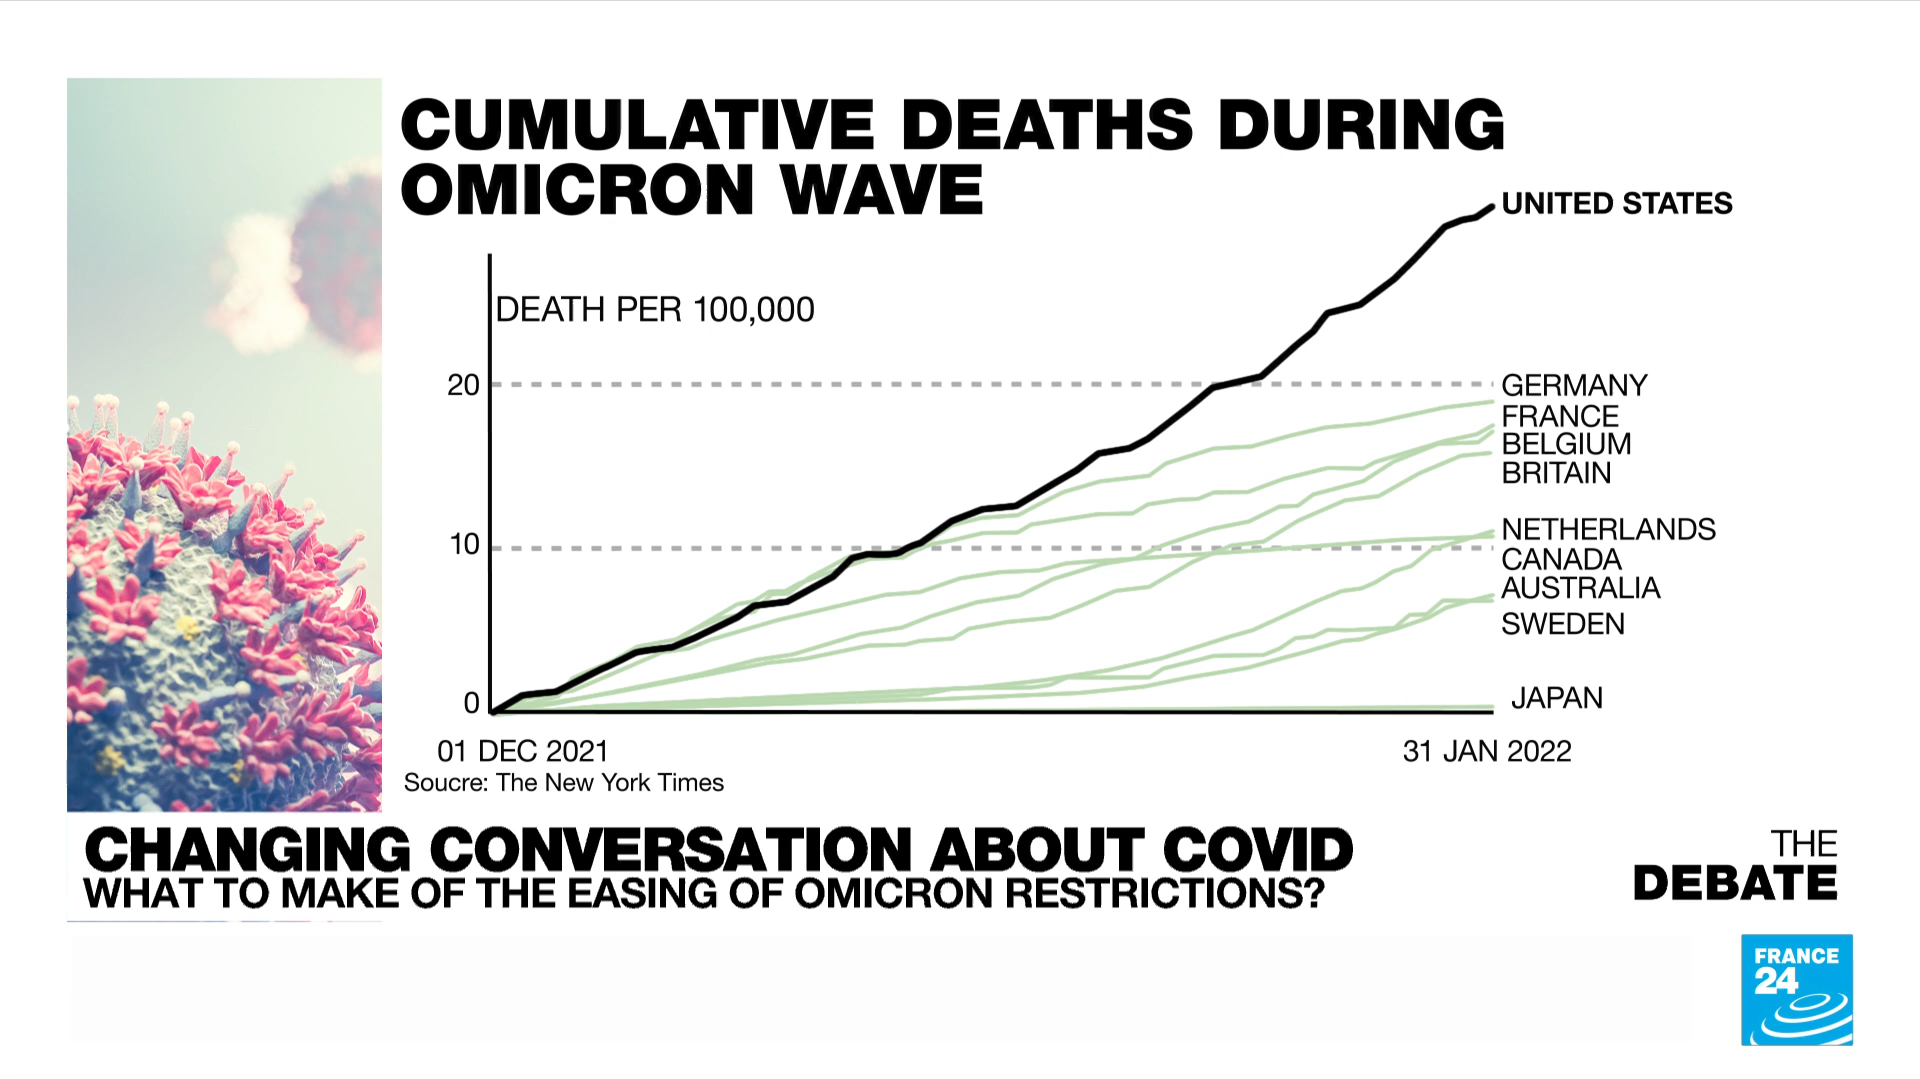 CUMULATIVE DEATHS DURING
OMICRON WAVE
UNITED STATES
DEATH PER 100,000
20
GERMANY
FRANCE
BELGIUM
BRITAIN
10
NETHERLANDS
CANADA
AUSTRALIA
SWEDEN
0
JAPAN
01 DEC 2021
31 JAN 2022
Soucre: The New York Times
CHANGING CONVERSATION ABOUT COVID
WHAT TO MAKE OF THE EASING OF OMICRON RESTRICTIONS?
THE
DEBATE
FRANCE
24